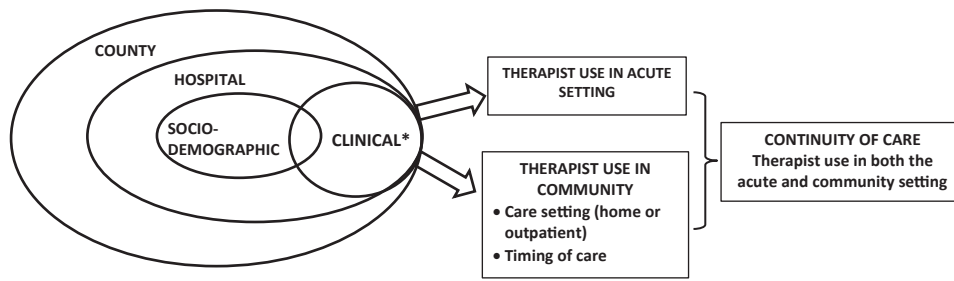 COUNTY
HOSPITAL
SOCIO-
DEMOGRAPHIC
CLINICAL*
THERAPIST USE IN ACUTE
SETTING
THERAPIST USE IN
COMMUNITY
• Care setting (home or
outpatient)
• Timing of care
CONTINUITY OF CARE
Therapist use in both the
acute and community setting